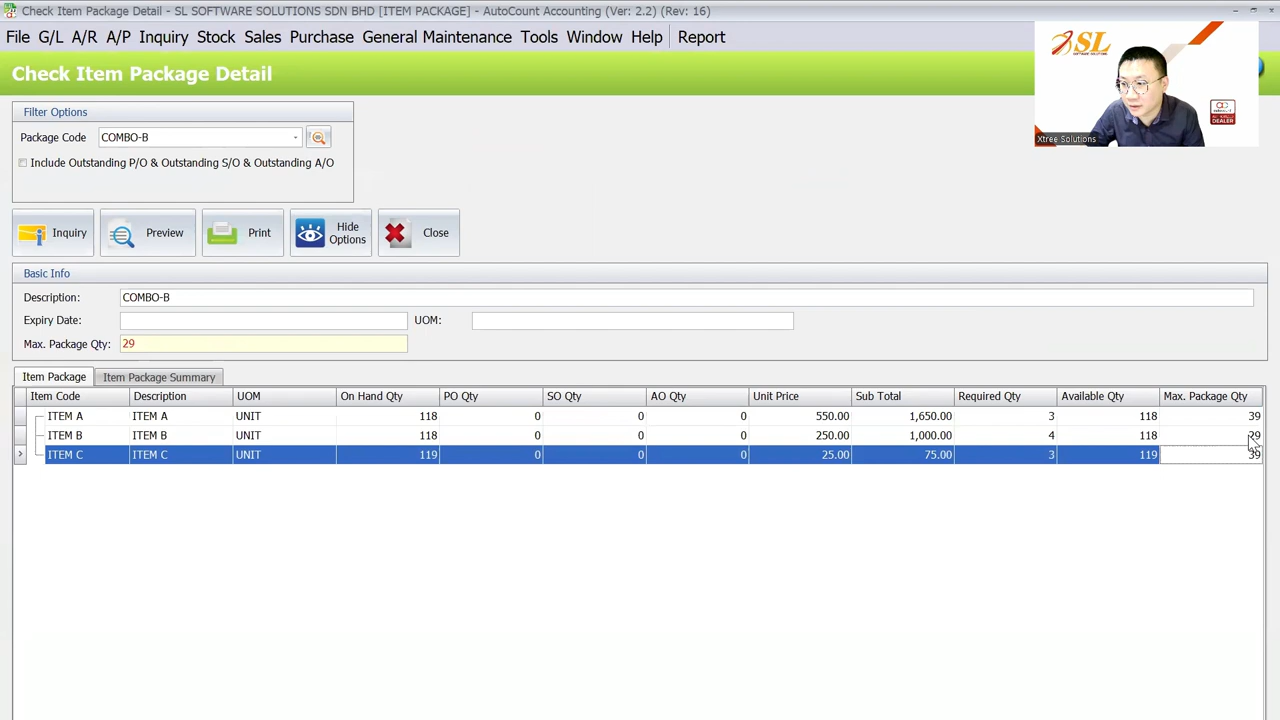 Check Item Package Detail - SL SOFTWARE SOLUTIONS SDN BHD [ITEM PACKAGE] - AutoCount Accounting (Ver: 2.2) (Rev: 16)
File G/L A/R A/P Inquiry Stock Sales Purchase General Maintenance Tools Window Help Report
Check Item Package Detail
SL
SOFTWARE SOLUTIONS
Xtree Solutions
ac
DEALER
Filter Options
Package Code COMBO-B
Include Outstanding P/O & Outstanding S/O & Outstanding A/O
Inquiry Preview Print Hide Options Close
Basic Info
Description: COMBO-B
Expiry Date: UOM:
Max. Package Qty: 29
Item Package Item Package Summary
Item Code Description UOM On Hand Qty PO Qty SO Qty AO Qty Unit Price Sub Total Required Qty Available Qty Max. Package Qty
ITEM A ITEM A UNIT 118 0 0 0 550.00 1,650.00 3 118 39
ITEM B ITEM B UNIT 118 0 0 0 250.00 1,000.00 4 118 29
ITEM C ITEM C UNIT 119 0 0 0 25.00 75.00 3 119 39